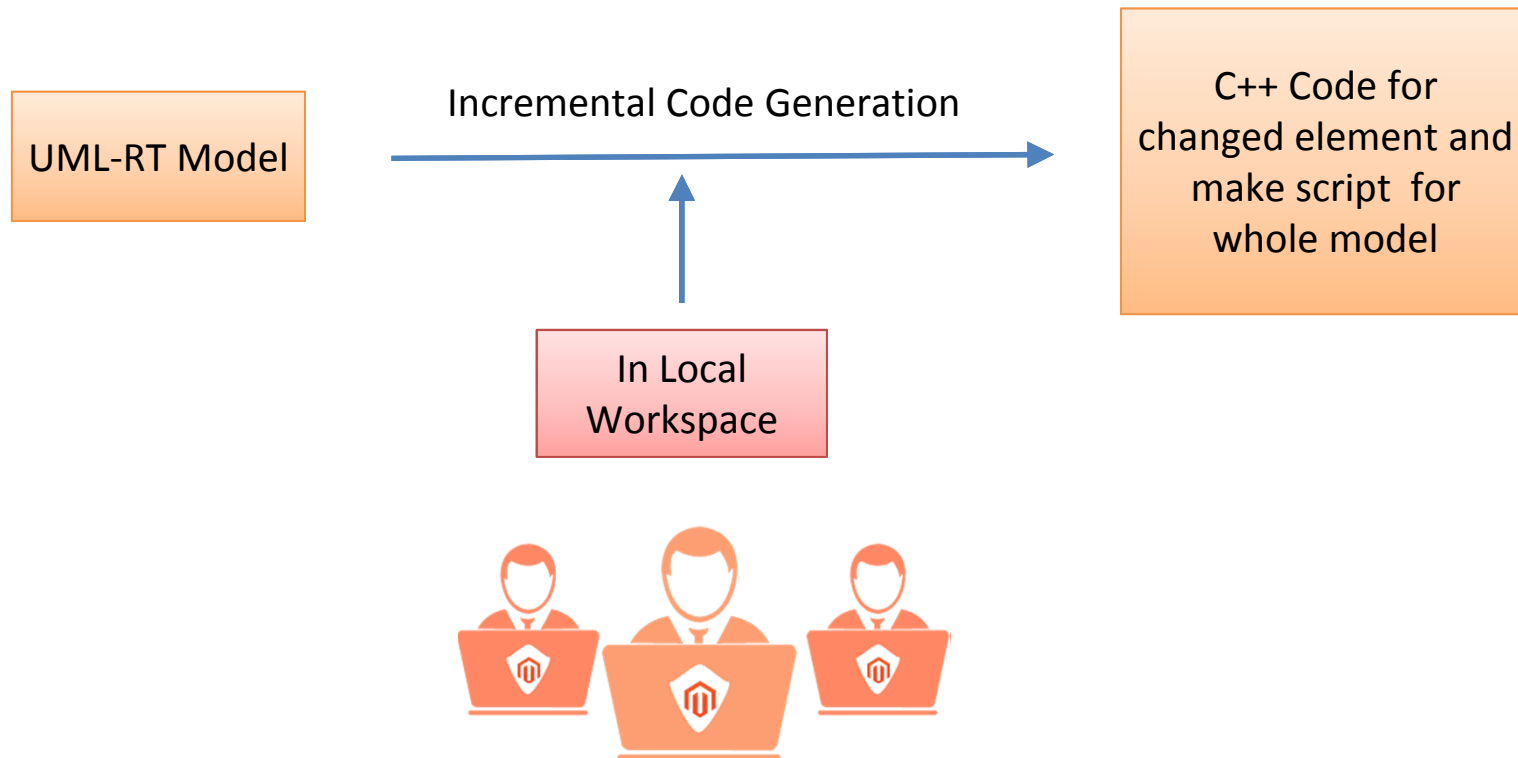 UML-RT Model
Incremental Code Generation
C++ Code for
changed element and
make script for
whole model
In Local
Workspace